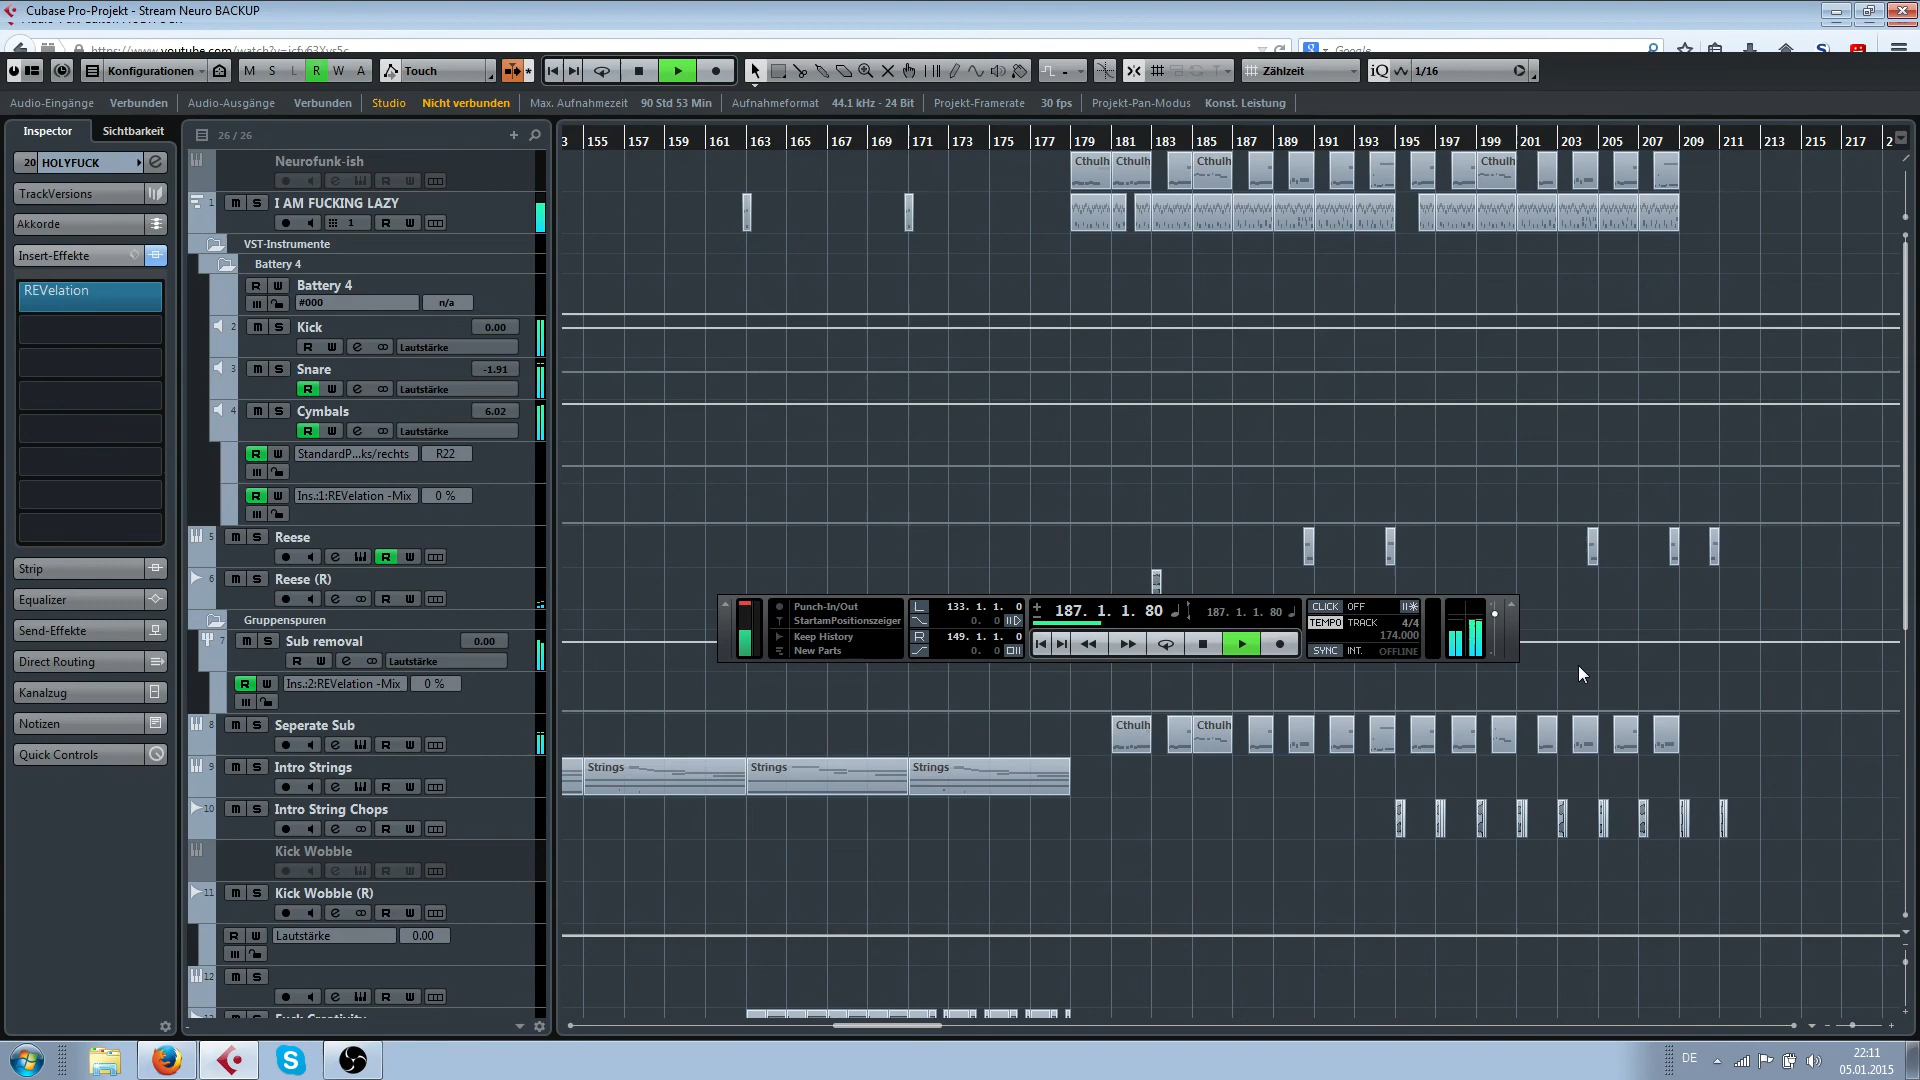 Cubase Pro-Projekt - Stream Neuro BACKUP
https://www.youtube.com/watch?v=
Google
Konfigurationen
M S L R W A
Touch
Zählzeit
iQ
1/16
Audio-Eingänge Verbunden Audio-Ausgänge Verbunden Studio Nicht verbunden Max. Aufnahmezeit 90 Std 53 Min Aufnahmeformat 44.1 kHz - 24 Bit Projekt-Framerate 30 fps Projekt-Pan-Modus Konst. Leistung
Inspector Sichtbarkeit
26 / 26
3 155 157 159 161 163 165 167 169 171 173 175 177 179 181 183 185 187 189 191 193 195 197 199 201 203 205 207 209 211 213 215 217 2
20 HOLYFUCK
TrackVersions
Akkorde
Insert-Effekte
REVelation
Strip
Equalizer
Send-Effekte
Direct Routing
Kanalzug
Notizen
Quick Controls
Neurofunk-ish
R W
Cthulh Cthulh Cthulh Cthulh
1 m S I AM FUCKING LAZY
1 R W
VST-Instrumente
Battery 4
R W Battery 4
#000 n/a
2 m S Kick 0.00
R W Lautstärke
3 m S Snare -1.91
R W Lautstärke
4 m S Cymbals 6.02
R W Lautstärke
R W StandardP...ks/rechts R22
R W Ins.:1:REVelation -Mix 0 %
5 m S Reese
R W
6 m S Reese (R)
R W
Gruppenspuren
7 m S Sub removal 0.00
R W Lautstärke
R W Ins.:2:REVelation -Mix 0 %
8 m S Seperate Sub
R W
Cthulh Cthulh
9 m S Intro Strings
R W
Strings Strings Strings
10 m S Intro String Chops
R W
Kick Wobble
R W
11 m S Kick Wobble (R)
R W
R W Lautstärke 0.00
12 m S
R W
Punch-In/Out
StartamPositionszeiger
Keep History
New Parts
L 133. 1. 1. 0
0. 0
R 149. 1. 1. 0
0. 0
187. 1. 1. 80
187. 1. 1. 80
CLICK OFF
TEMPO TRACK 4/4
174.000
SYNC INT. OFFLINE
DE
22:11
05.01.2015